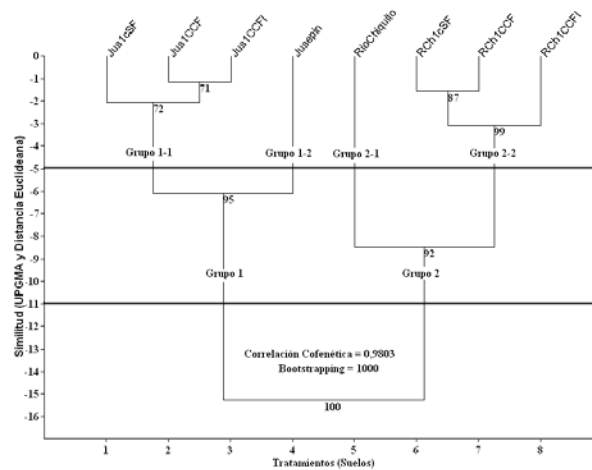 Jua1cSF
Jua1CCF
Jua1CCFI
Juaepin
RíoChiquito
RCh1cSF
RCh1CCF
RCh1CCFI
Similitud (UPGMA y Distancia Euclideana)
0
-1
-2
-3
-4
-5
-6
-7
-8
-9
-10
-11
-12
-13
-14
-15
-16
71
72
87
99
Grupo 1-1
Grupo 1-2
Grupo 2-1
Grupo 2-2
95
92
Grupo 1
Grupo 2
Correlación Cofenética = 0,9803
Bootstrapping = 1000
100
1 2 3 4 5 6 7 8
Tratamientos (Suelos)